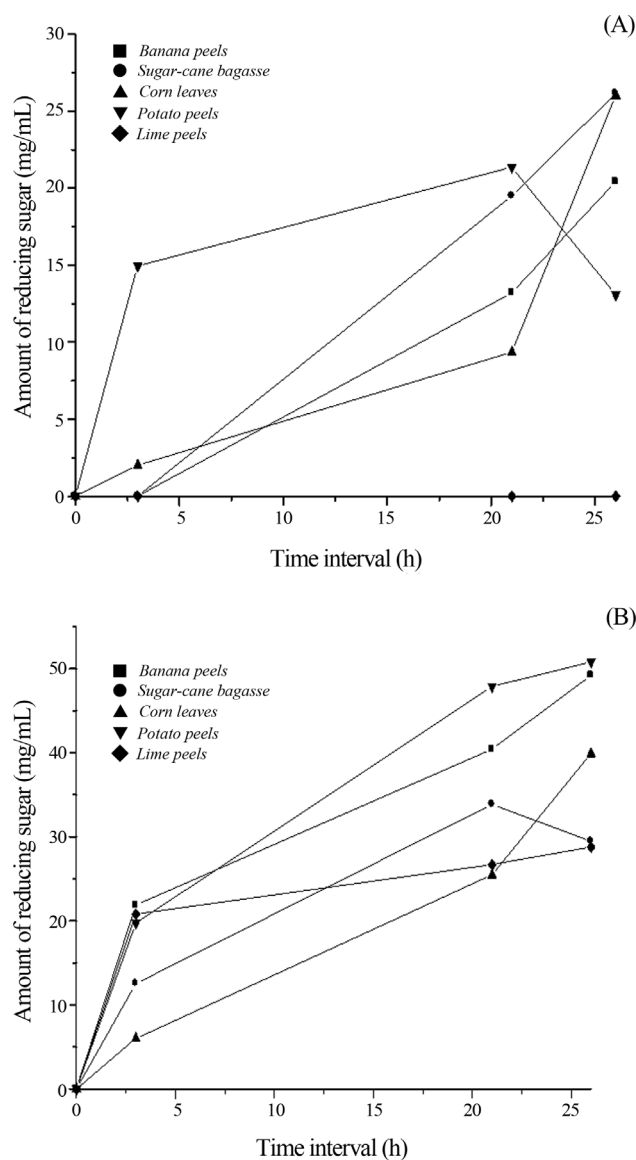 (A)
30
25
20
15
10
5
0
Amount of reducing sugar (mg/mL)
Banana peels
Sugar-cane bagasse
Corn leaves
Potato peels
Lime peels
0 5 10 15 20 25
Time interval (h)
(B)
50
40
30
20
10
0
Amount of reducing sugar (mg/mL)
Banana peels
Sugar-cane bagasse
Corn leaves
Potato peels
Lime peels
0 5 10 15 20 25
Time interval (h)